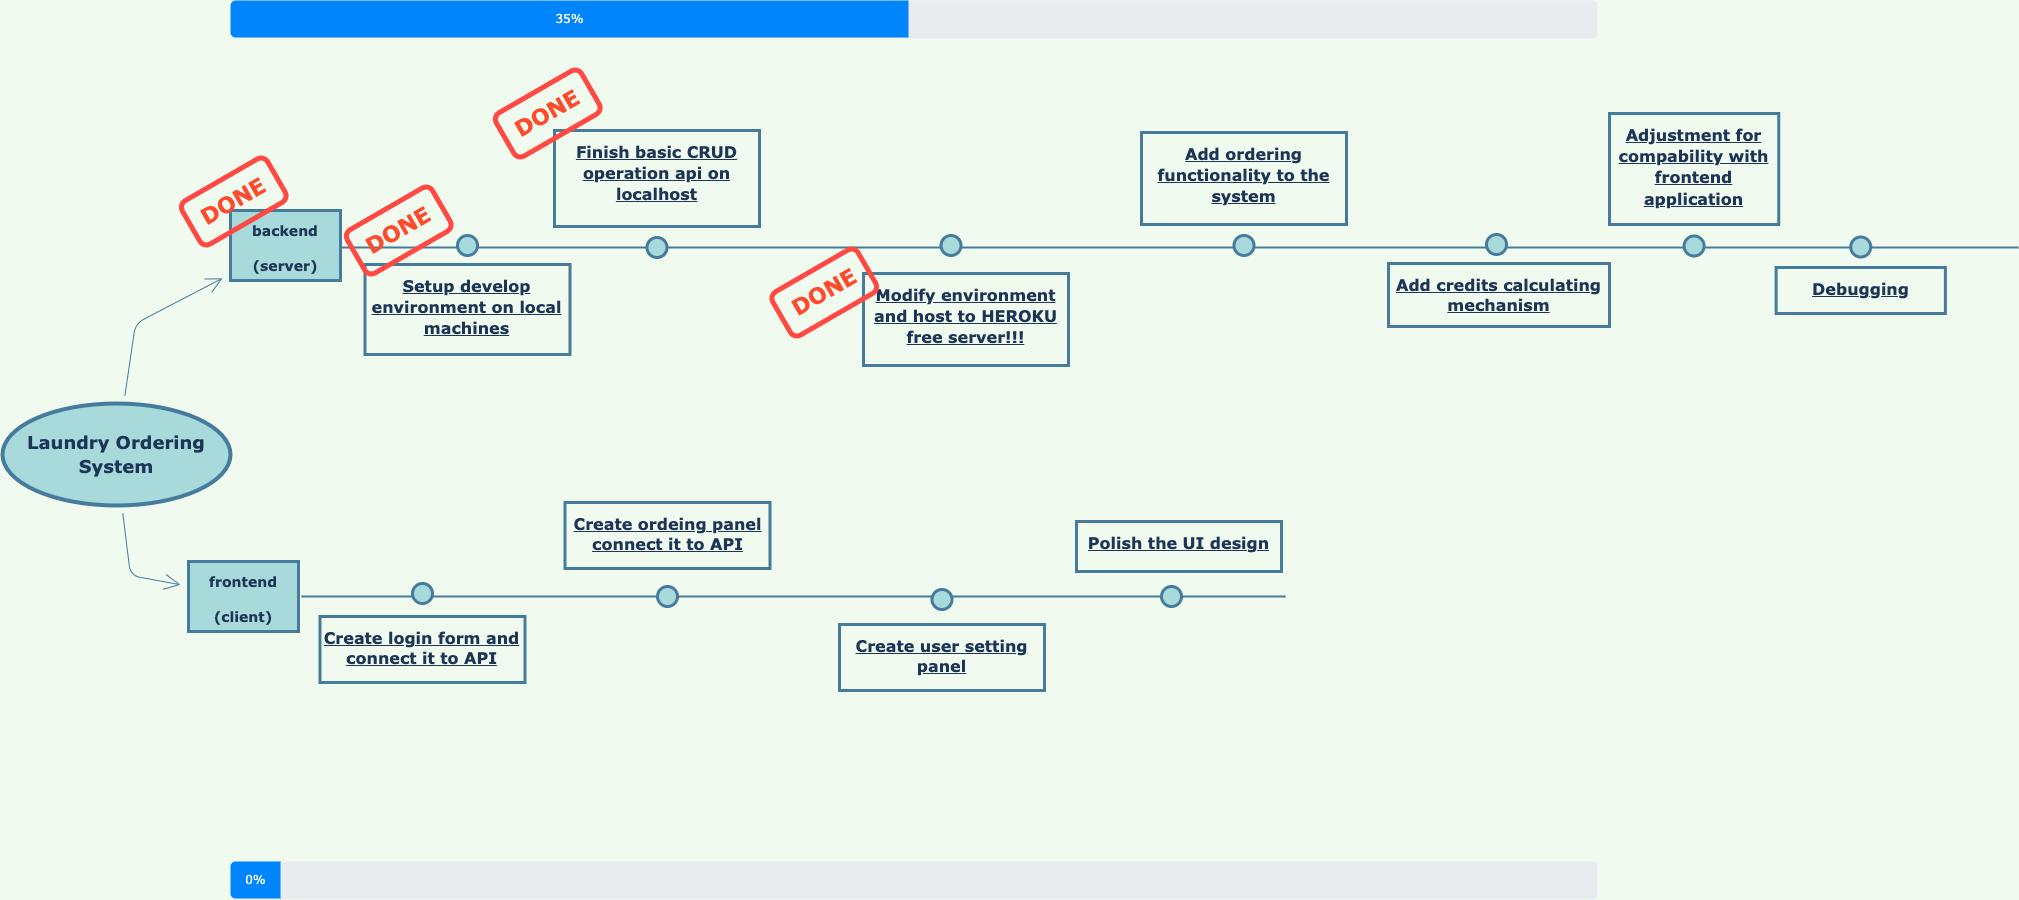 35%
DONE
Finish basic CRUD
operation api on
localhost
Add ordering
functionality to the
system
Adjustment for
compability with
frontend
application
DONE
backend
(server)
DONE
Setup develop
environment on local
machines
DONE
Modify environment
and host to HEROKU
free server!!!
Add credits calculating
mechanism
Debugging
Laundry Ordering
System
Create ordeing panel
connect it to API
Polish the UI design
frontend
(client)
Create login form and
connect it to API
Create user setting
panel
0%